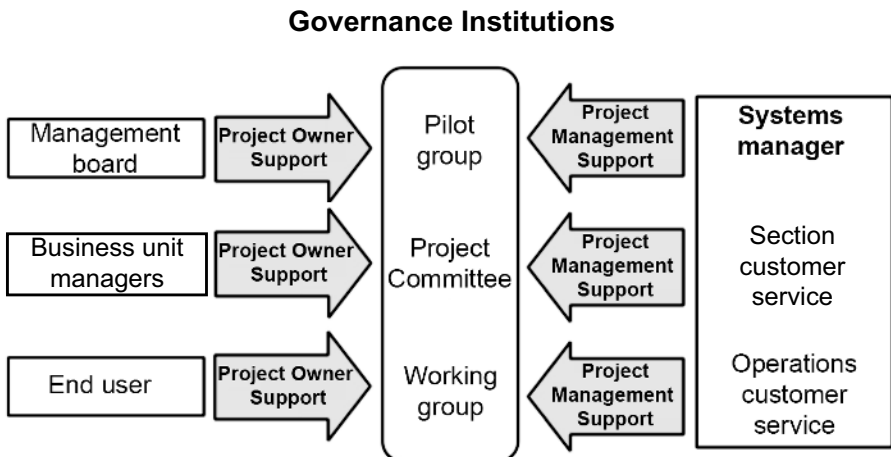 Governance Institutions
Management
board
Project Owner
Support
Pilot
group
Project
Management
Support
Systems
manager
Business unit
managers
Project Owner
Support
Project
Committee
Project
Management
Support
Section
customer
service
End user
Project Owner
Support
Working
group
Project
Management
Support
Operations
customer
service